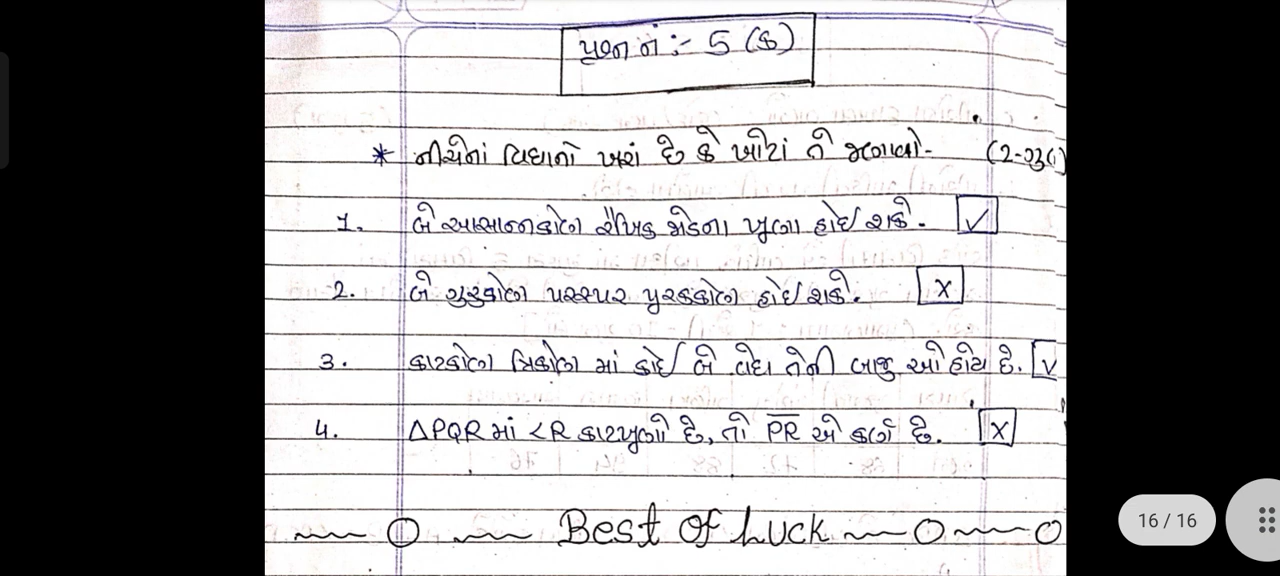 પ્રશ્ન નં :- 5 (ક)
* નીચેનાં વિધાનો ખરાં છે કે ખોટાં તે જણાવો- (2-ગુણ)
1. બે આસન્નકોણ રૈખિક જોડના ખૂણા હોઈ શકે. ✓
2. બે ગુરુકોણ પરસ્પર પુરકકોણ હોઈ શકે. X
3. કાટકોણ ત્રિકોણ માં કોઈ બે વેધ તેની બાજુ ઓ હોય છે. ✓
4. ΔPQR માં <R કાટખૂણો છે, તો PR એ કર્ણ છે. X
Best Of Luck
16 / 16